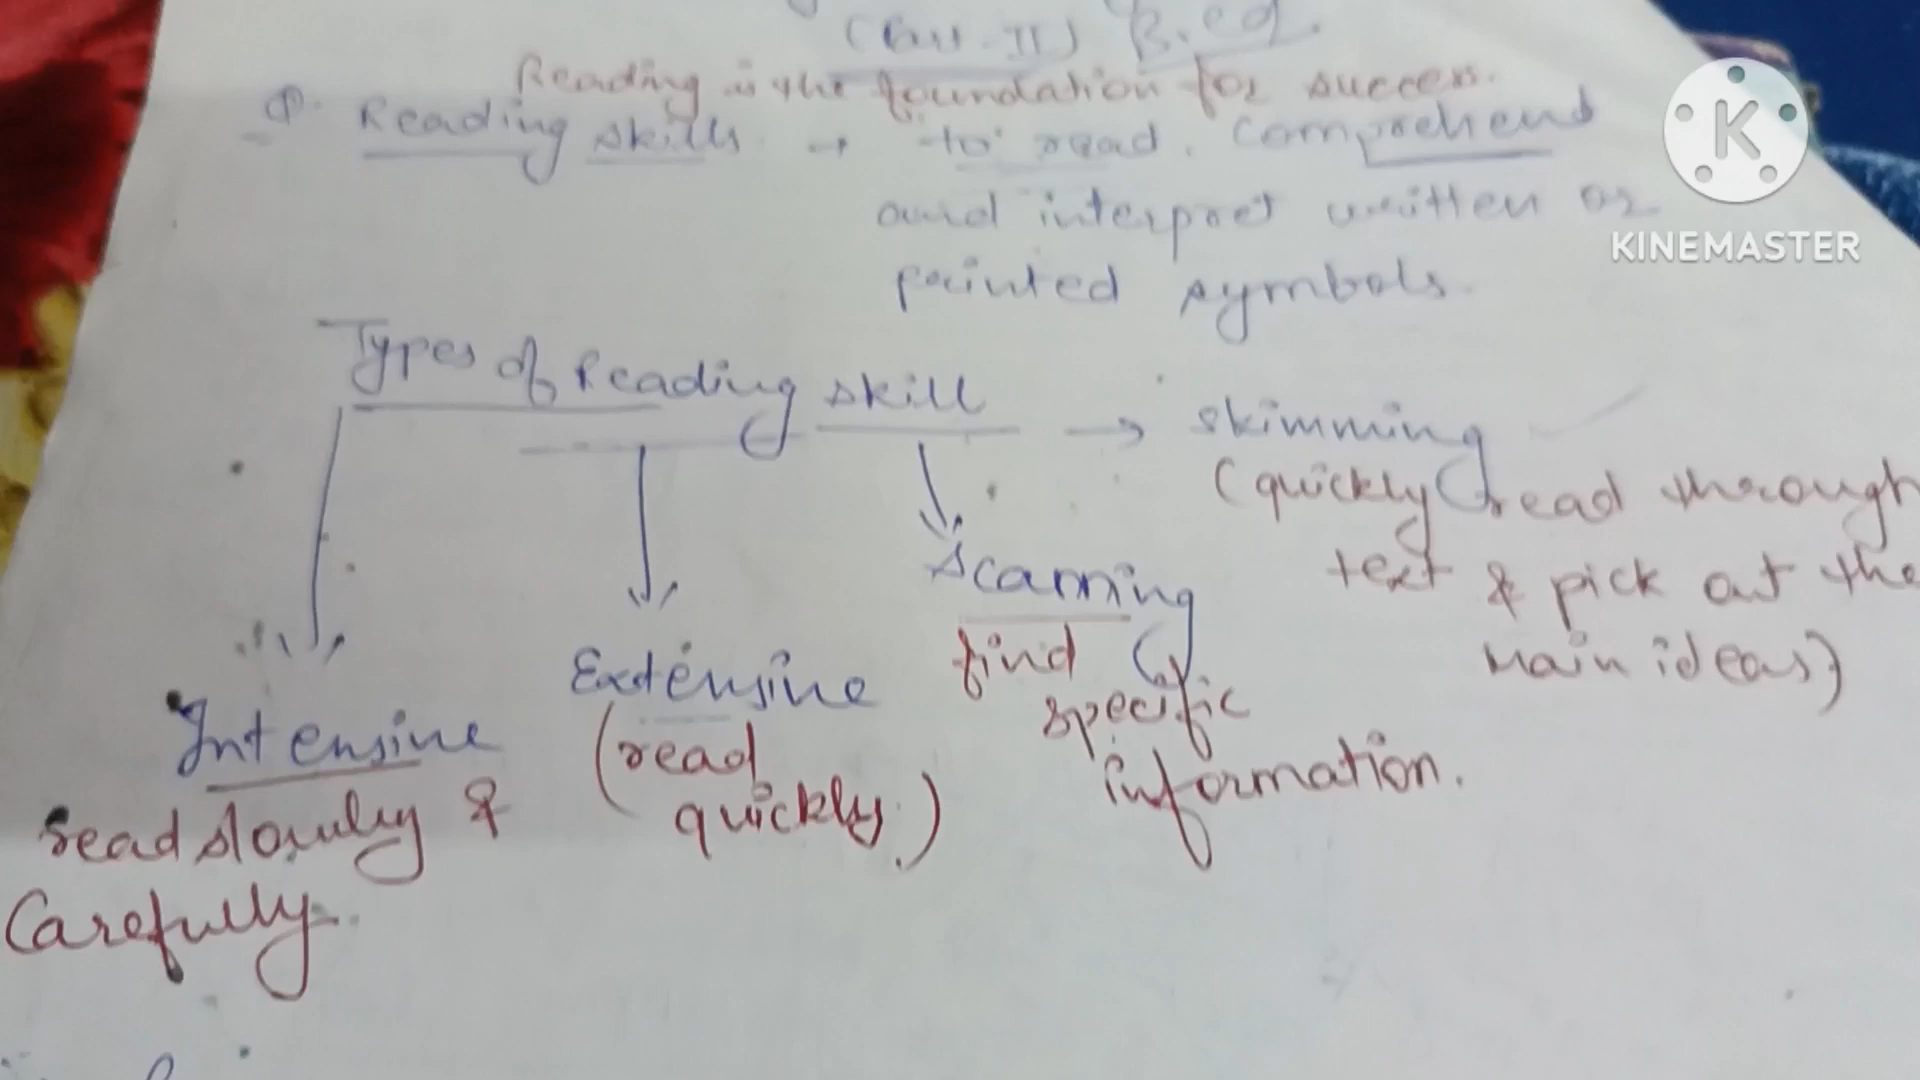 (Part-II) B.ed.
Reading is the foundation for success.
Reading skills → to read, comprehend
and interpret written or
printed symbols.
Types of Reading skill
→ skimming
(quickly read through
text & pick out the
main ideas)
Scanning
find
specific
information.
Extensive
(read
quickly)
Intensive
read slowly &
Carefully.
KINEMASTER